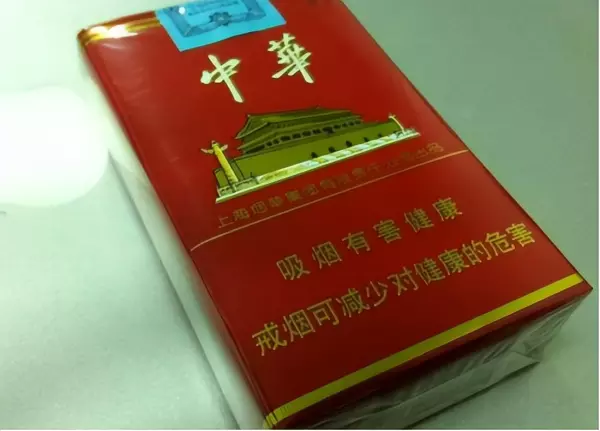 中華
上海烟草集团有限责任公司出品
吸烟有害健康
戒烟可减少对健康的危害